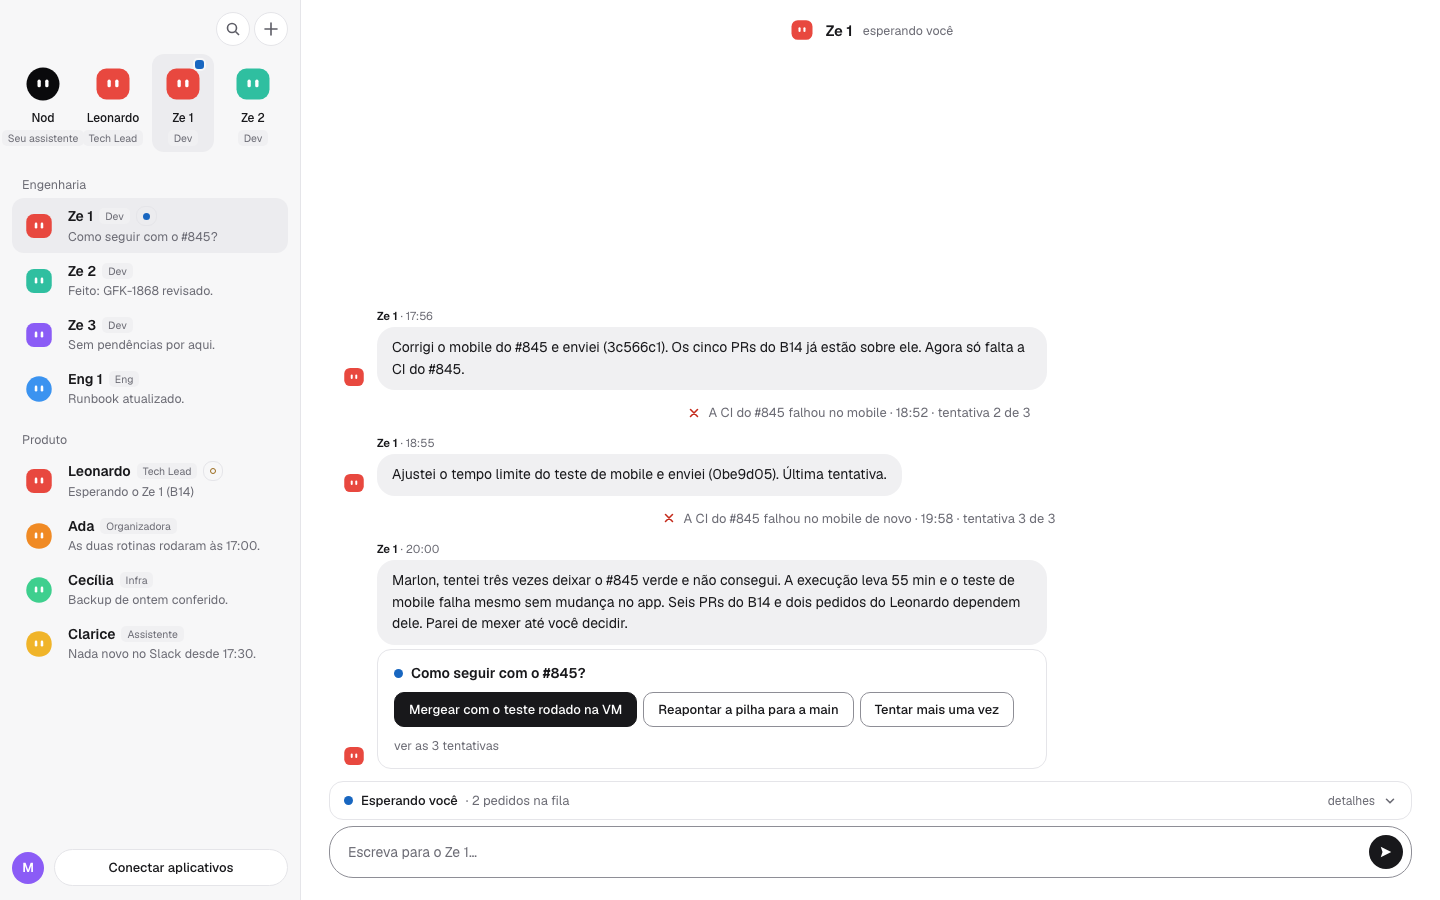 Nod
Seu assistente
Leonardo
Tech Lead
Ze 1
Dev
Ze 2
Dev
Engenharia
Ze 1 Dev
Como seguir com o #845?
Ze 2 Dev
Feito: GFK-1868 revisado.
Ze 3 Dev
Sem pendências por aqui.
Eng 1 Eng
Runbook atualizado.
Produto
Leonardo Tech Lead
Esperando o Ze 1 (B14)
Ada Organizadora
As duas rotinas rodaram às 17:00.
Cecília Infra
Backup de ontem conferido.
Clarice Assistente
Nada novo no Slack desde 17:30.
M
Conectar aplicativos
Ze 1 esperando você
Ze 1 · 17:56
Corrigi o mobile do #845 e enviei (3c566c1). Os cinco PRs do B14 já estão sobre ele. Agora só falta a
CI do #845.
A CI do #845 falhou no mobile · 18:52 · tentativa 2 de 3
Ze 1 · 18:55
Ajustei o tempo limite do teste de mobile e enviei (0be9d05). Última tentativa.
A CI do #845 falhou no mobile de novo · 19:58 · tentativa 3 de 3
Ze 1 · 20:00
Marlon, tentei três vezes deixar o #845 verde e não consegui. A execução leva 55 min e o teste de
mobile falha mesmo sem mudança no app. Seis PRs do B14 e dois pedidos do Leonardo dependem
dele. Parei de mexer até você decidir.
Como seguir com o #845?
Mergear com o teste rodado na VM
Reapontar a pilha para a main
Tentar mais uma vez
ver as 3 tentativas
Esperando você · 2 pedidos na fila
detalhes
Escreva para o Ze 1...